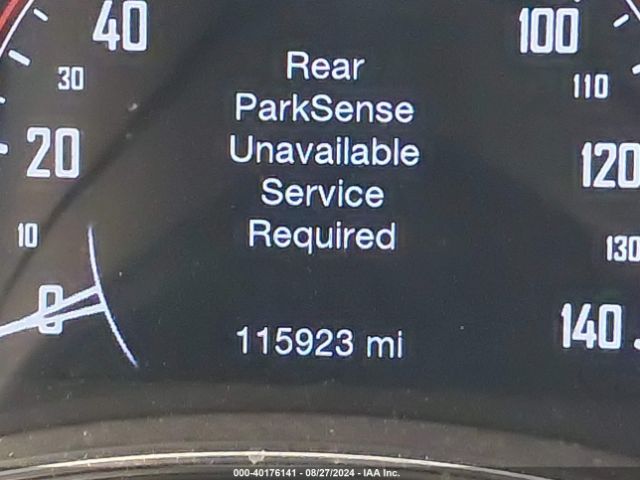 40
100
Rear
30
110
ParkSense
20
Unavailable
120
Service
10
Required
130
0
140
115923 mi
000-40176141 - 08/27/2024 - IAA Inc.